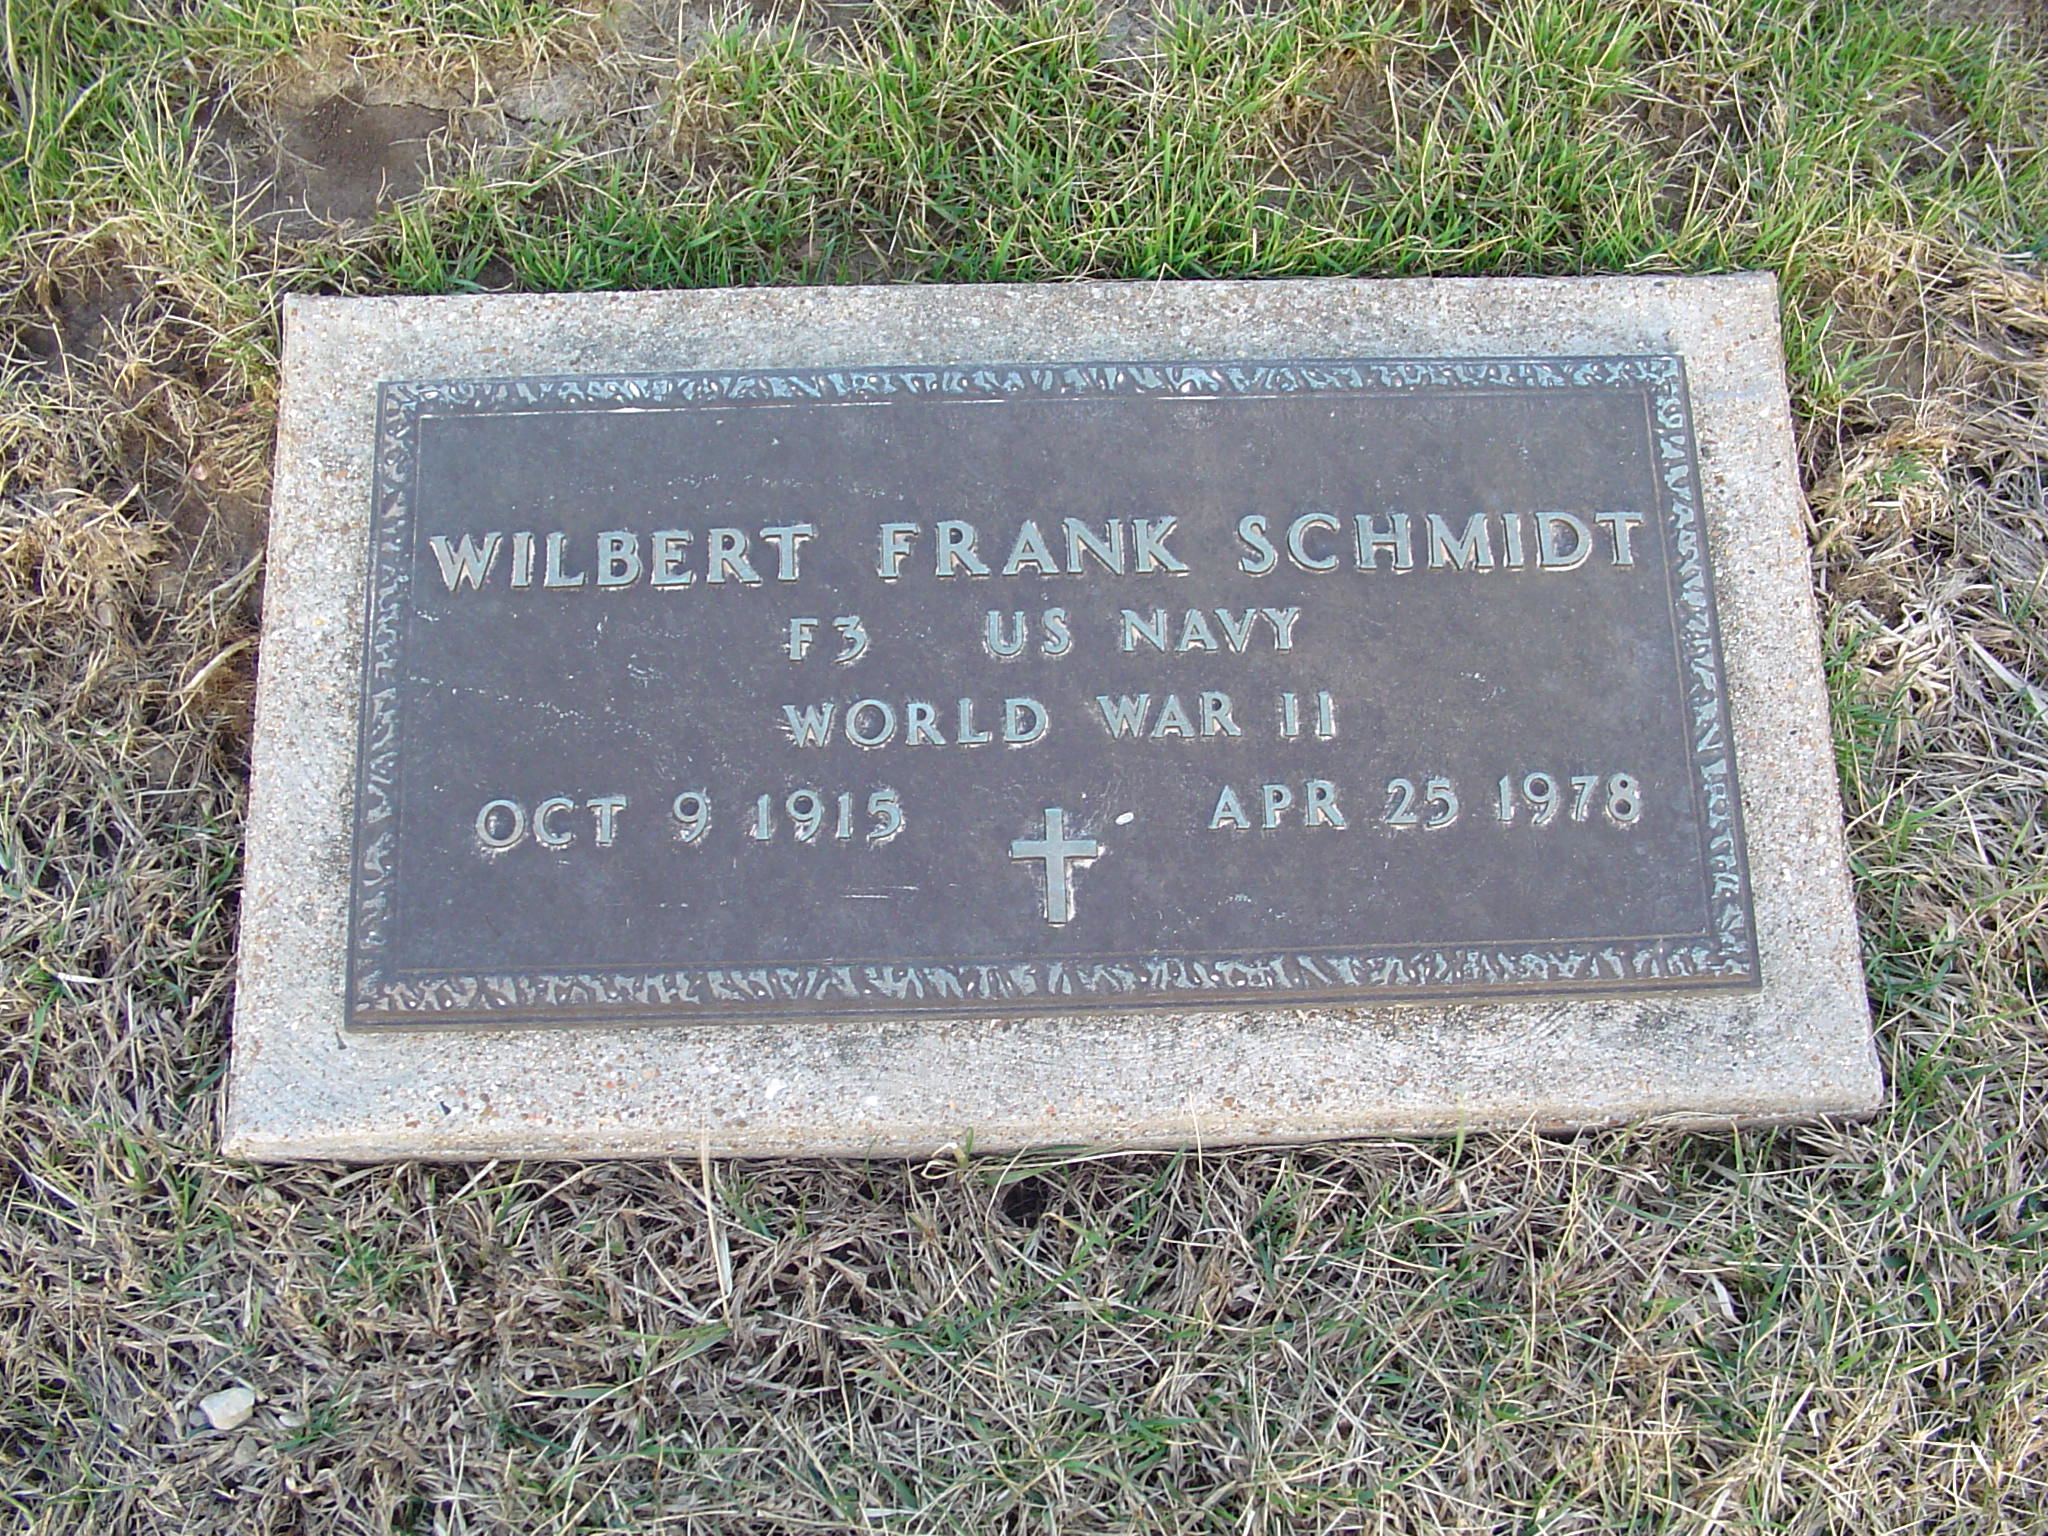 WILBERT FRANK SCHMIDT
F3 US NAVY
WORLD WAR II
OCT 9 1915 APR 25 1978